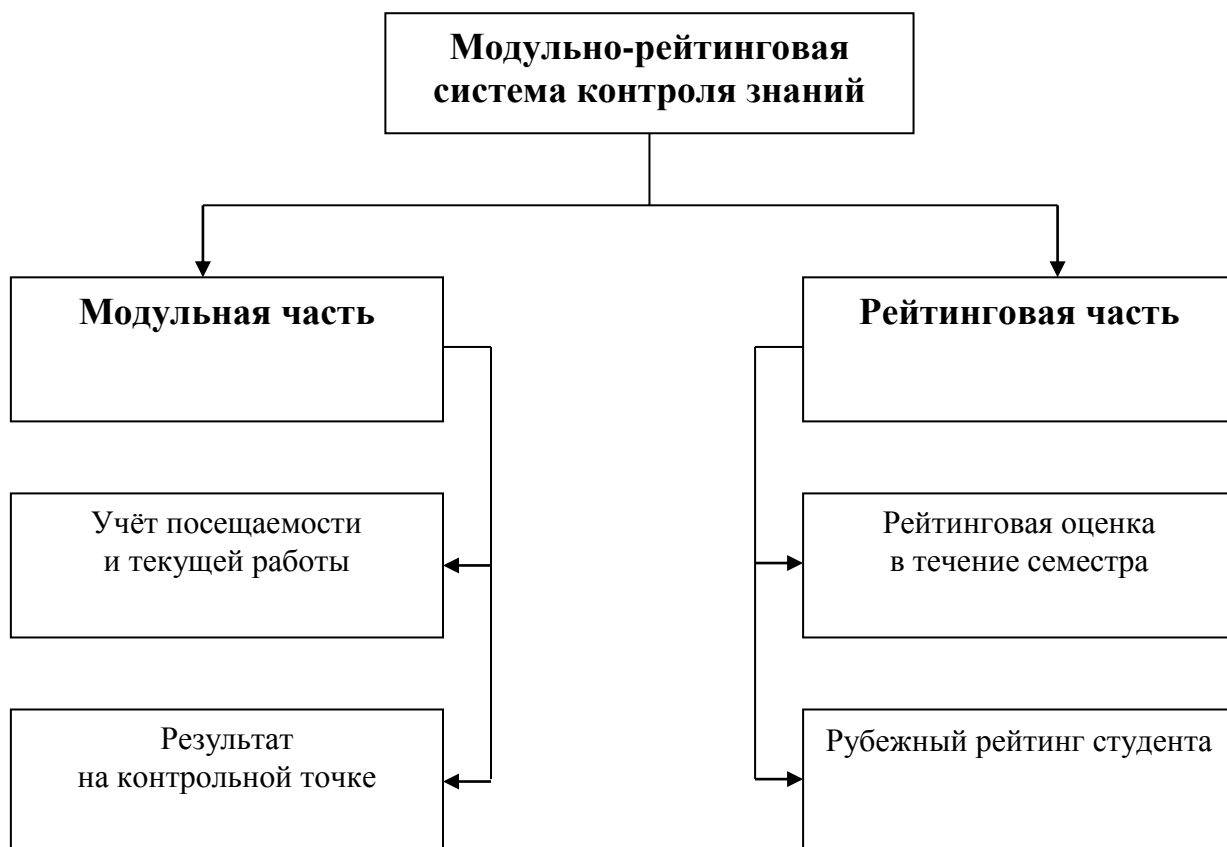 Модульно-рейтинговая
система контроля знаний
Модульная часть
Рейтинговая часть
Учёт посещаемости
и текущей работы
Рейтинговая оценка
в течение семестра
Результат
на контрольной точке
Рубежный рейтинг студента